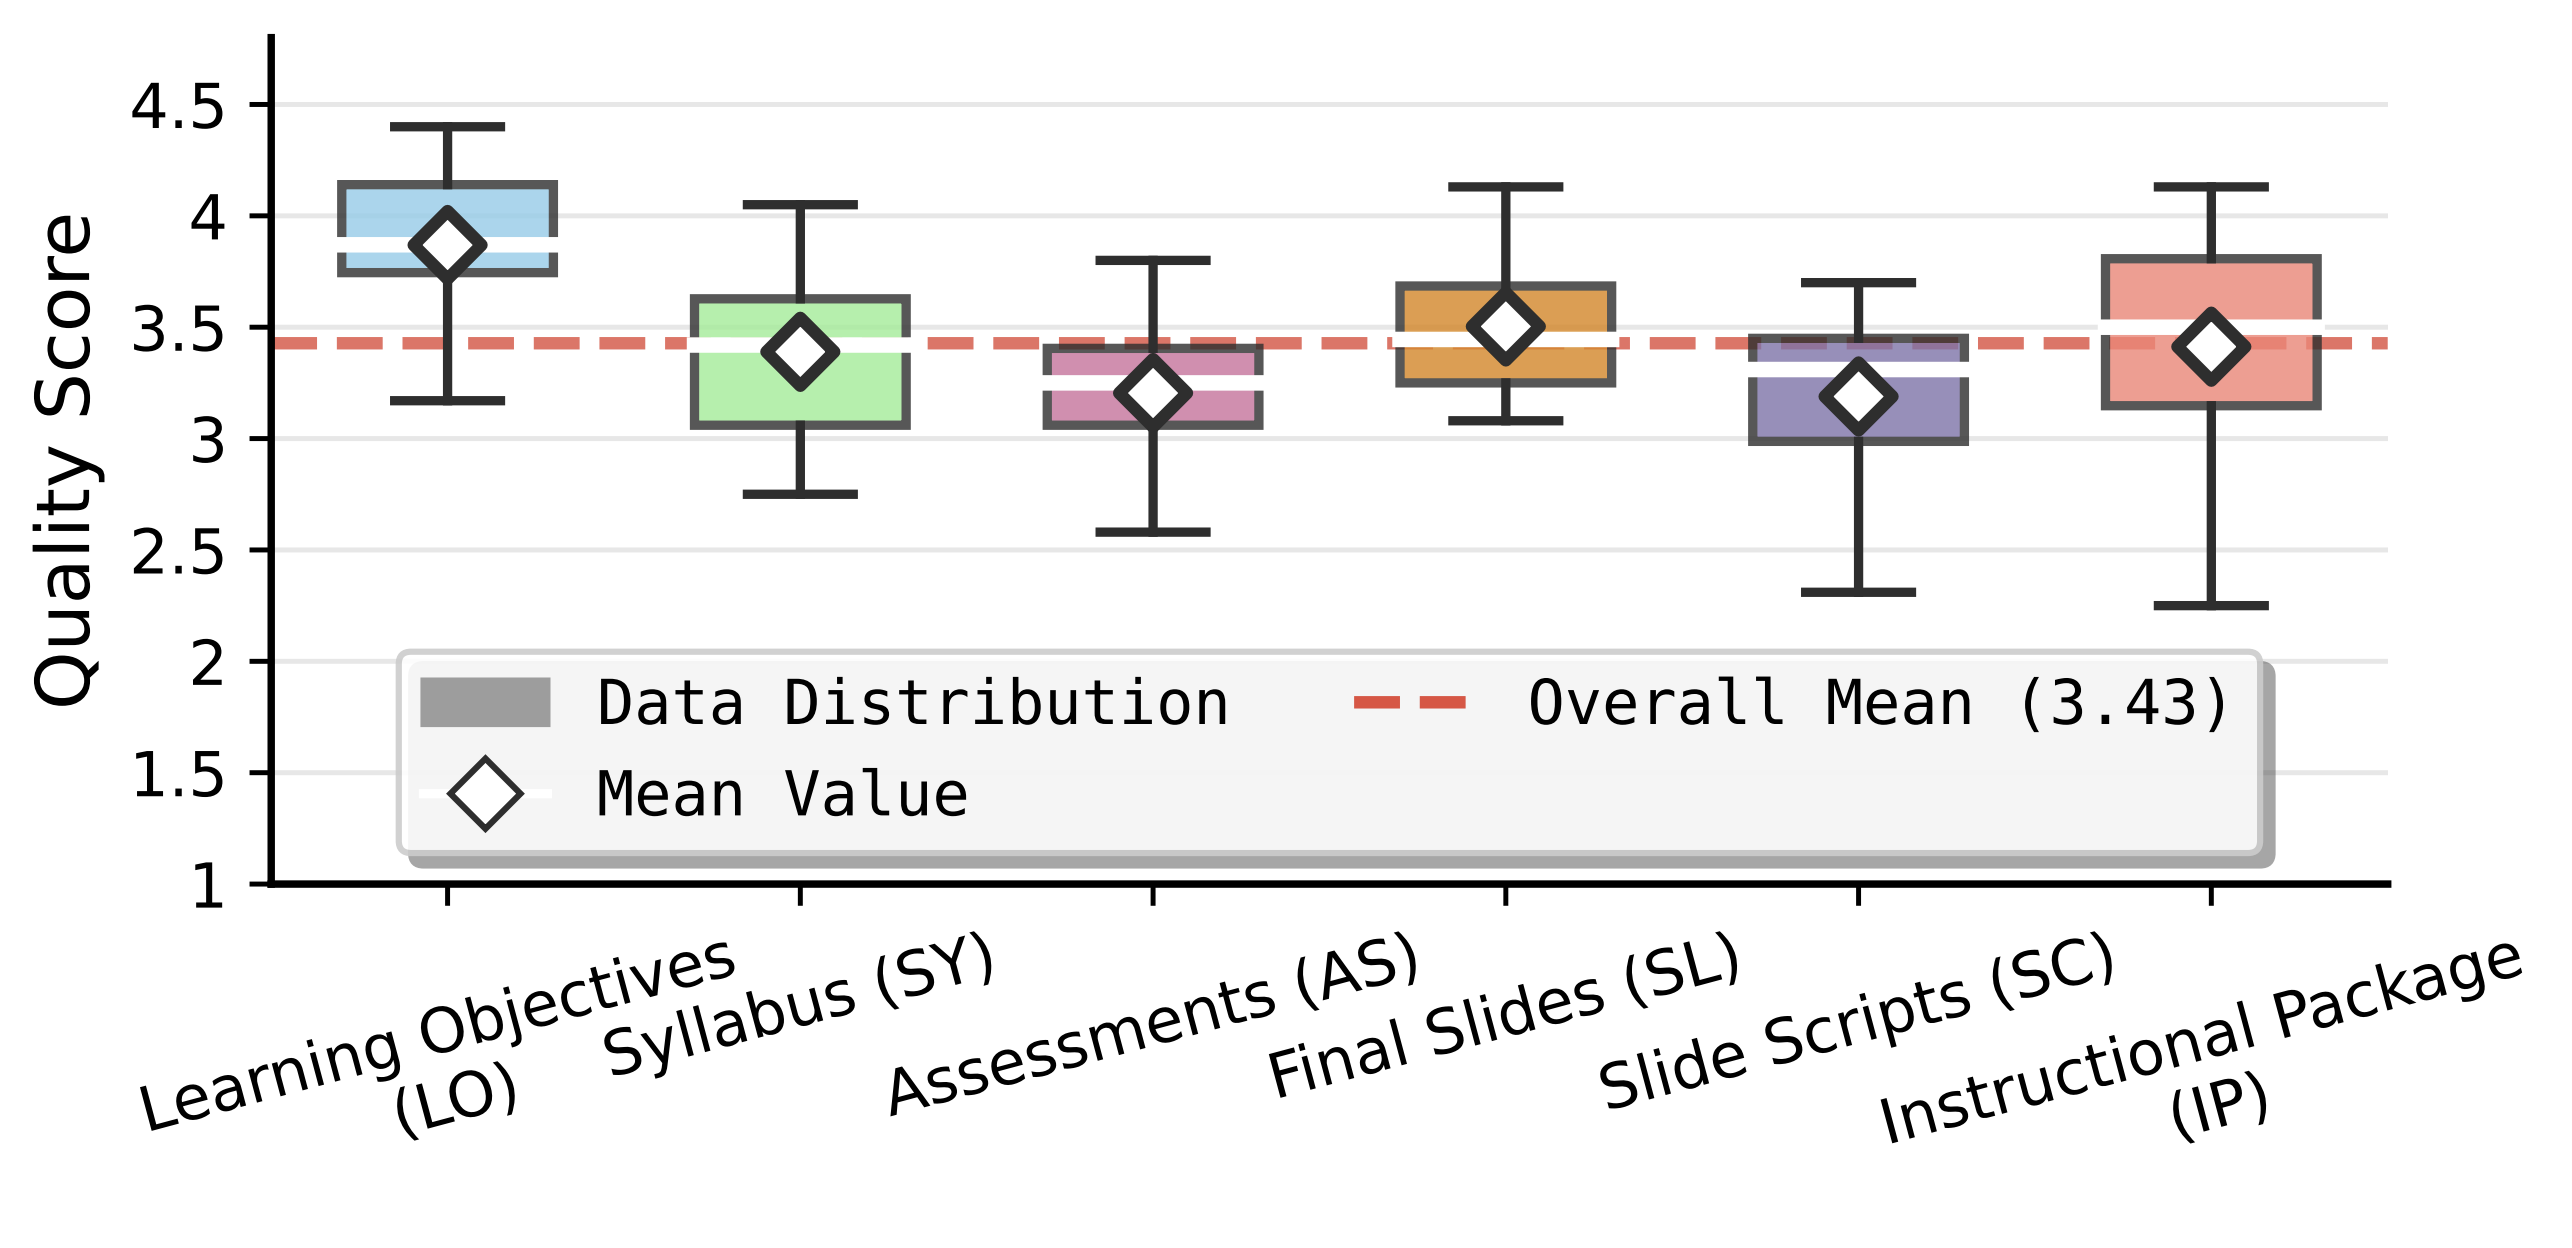 Quality Score
4.5
4
3.5
3
2.5
2
1.5
1
Data Distribution
Mean Value
Overall Mean (3.43)
Learning Objectives
(LO)
Syllabus (SY)
Assessments (AS)
Final Slides (SL)
Slide Scripts (SC)
Instructional Package
(IP)